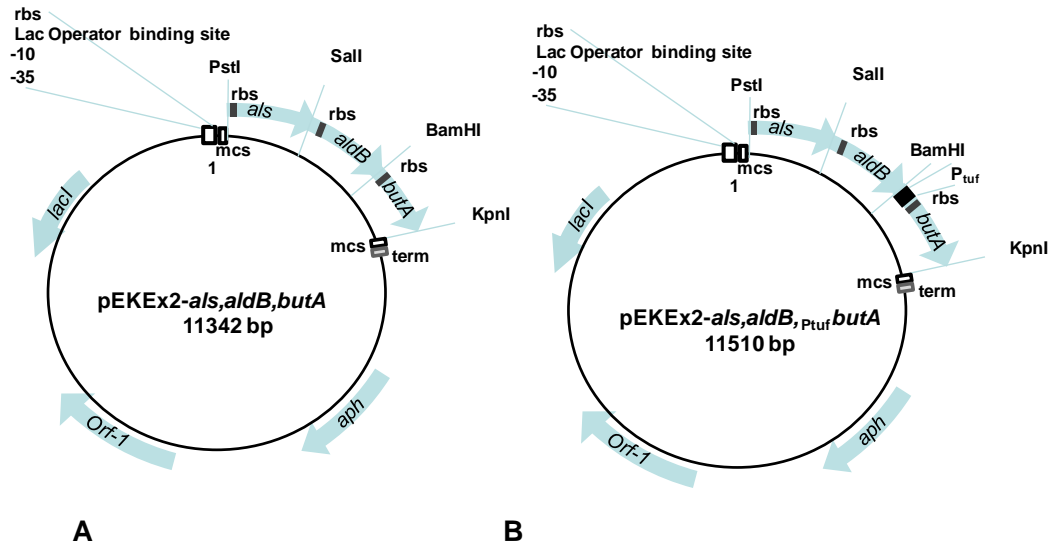 rbs
Lac Operator binding site
-10
-35
PstI
SalI
rbs
als
rbs
aldB
BamHI
rbs
butA
KpnI
mcs
1
lacI
mcs
term
pEKEx2-als,aldB,butA
11342 bp
Orf-1
aph
A
rbs
Lac Operator binding site
-10
-35
PstI
SalI
rbs
als
rbs
aldB
BamHI
Ptuf
rbs
butA
KpnI
mcs
1
lacI
mcs
term
pEKEx2-als,aldB,PtufbutA
11510 bp
Orf-1
aph
B